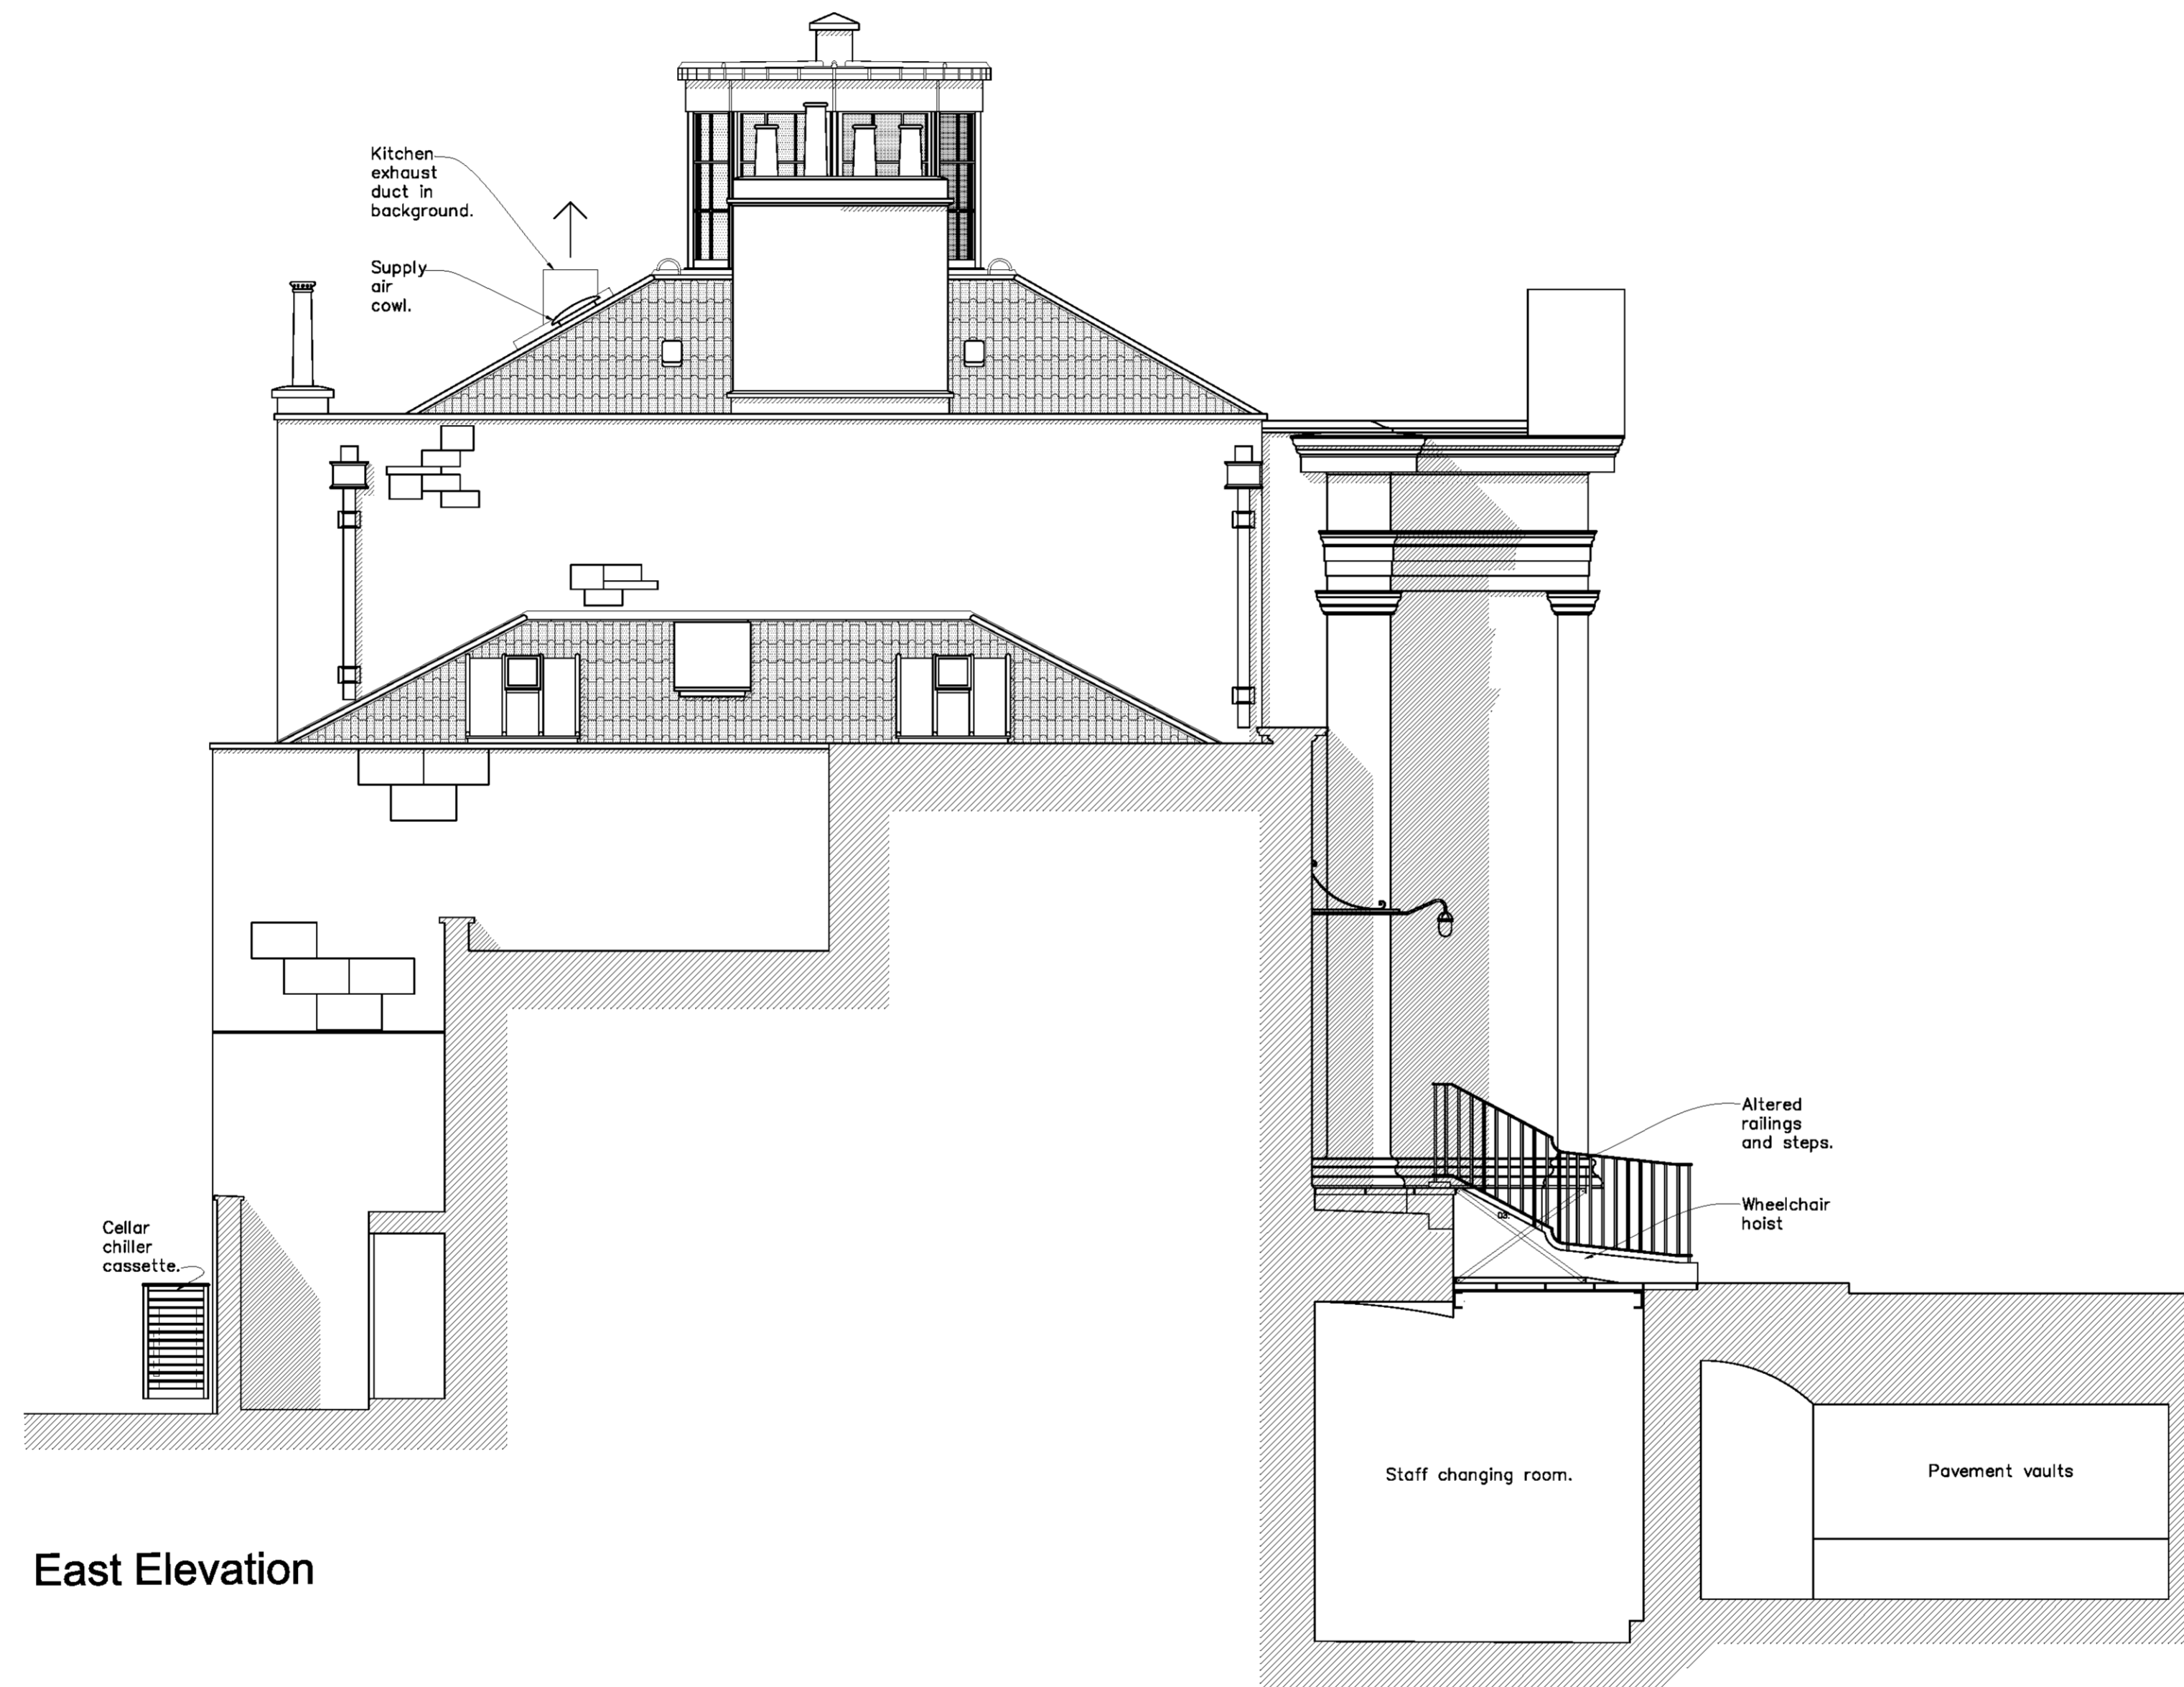 Kitchen
exhaust
duct in
background.
Supply
air
cowl.
Altered
railings
and steps.
Wheelchair
hoist
03.
Cellar
chiller
cassette.
Staff changing room.
Pavement vaults
East Elevation